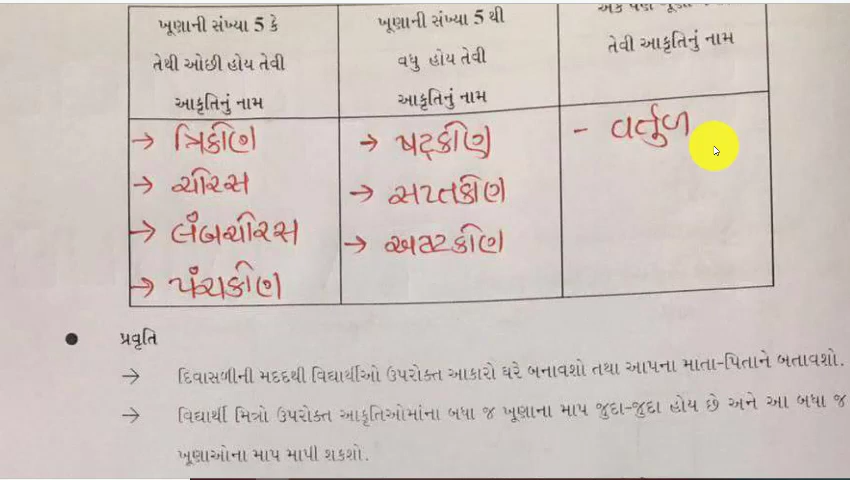 ખૂણાની સંખ્યા 5 કે
તેથી ઓછી હોય તેવી
આકૃતિનું નામ
ખૂણાની સંખ્યા 5 થી
વધુ હોય તેવી
આકૃતિનું નામ
તેવી આકૃતિનું નામ
→ ત્રિકોણ
→ ચોરસ
→ લંબચોરસ
→ પંચકોણ
→ ષટ્કોણ
→ સપ્તકોણ
→ અષ્ટકોણ
- વર્તુળ
● પ્રવૃતિ
→ દિવાસળીની મદદથી વિદ્યાર્થીઓ ઉપરોક્ત આકારો ઘરે બનાવશો તથા આપના માતા-પિતાને બતાવશો.
→ વિદ્યાર્થી મિત્રો ઉપરોક્ત આકૃતિઓમાંના બધા જ ખૂણાના માપ જુદા-જુદા હોય છે અને આ બધા જ
ખૂણાઓના માપ માપી શકશો.